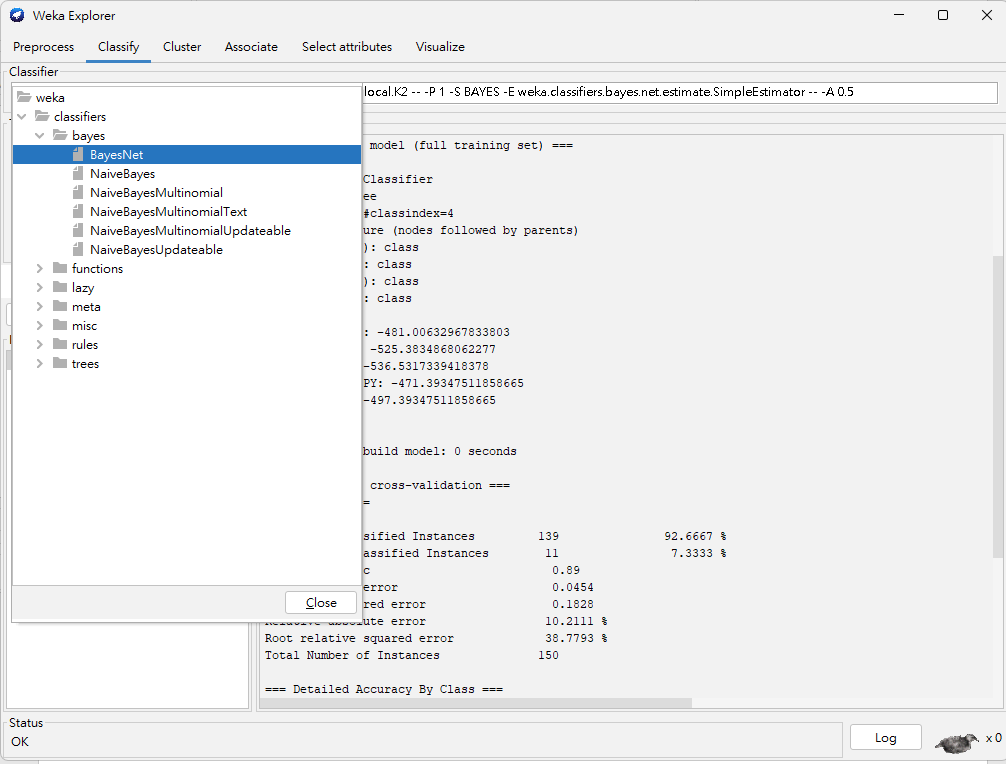 Weka Explorer
Preprocess Classify Cluster Associate Select attributes Visualize
Classifier
local.K2 -- -P 1 -S BAYES -E weka.classifiers.bayes.net.estimate.SimpleEstimator -- -A 0.5
weka
classifiers
bayes
BayesNet
NaiveBayes
NaiveBayesMultinomial
NaiveBayesMultinomialText
NaiveBayesMultinomialUpdateable
NaiveBayesUpdateable
functions
lazy
meta
misc
rules
trees
Close
model (full training set) ===
Classifier
ee
#classindex=4
ure (nodes followed by parents)
): class
: class
): class
: class
: -481.00632967833803
-525.3834868062277
-536.5317339418378
PY: -471.39347511858665
-497.39347511858665
build model: 0 seconds
cross-validation ===
=
sified Instances 139 92.6667 %
assified Instances 11 7.3333 %
c 0.89
error 0.0454
red error 0.1828
Relative absolute error 10.2111 %
Root relative squared error 38.7793 %
Total Number of Instances 150
=== Detailed Accuracy By Class ===
Status
OK
Log
x 0